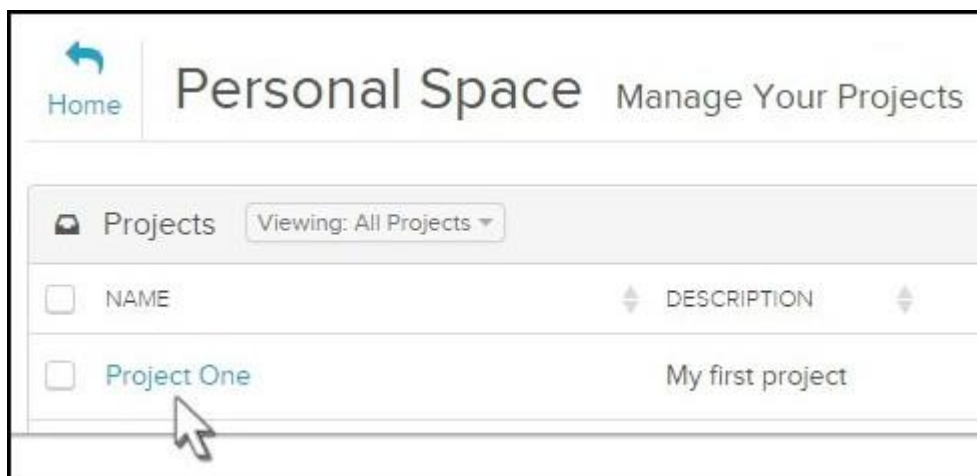 Home
Personal Space Manage Your Projects
Projects Viewing: All Projects
NAME DESCRIPTION
Project One My first project